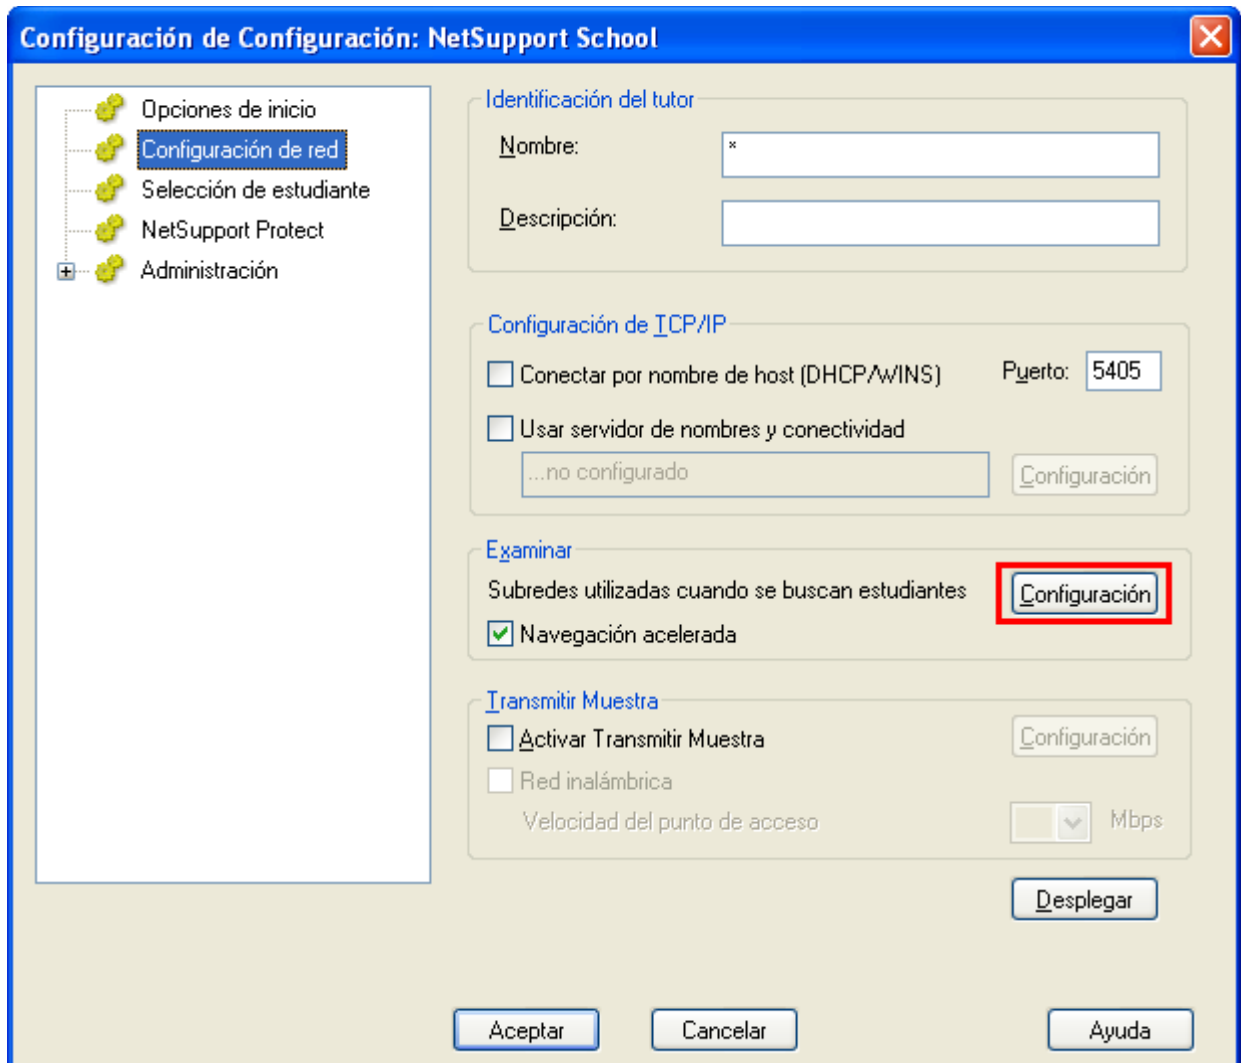 Configuración de Configuración: NetSupport School
Opciones de inicio
Configuración de red
Selección de estudiante
NetSupport Protect
Administración
Identificación del tutor
Nombre: *
Descripción:
Configuración de TCP/IP
Conectar por nombre de host (DHCP/WINS) Puerto: 5405
Usar servidor de nombres y conectividad
...no configurado Configuración
Examinar
Subredes utilizadas cuando se buscan estudiantes Configuración
Navegación acelerada
Transmitir Muestra
Activar Transmitir Muestra Configuración
Red inalámbrica
Velocidad del punto de acceso Mbps
Desplegar
Aceptar Cancelar Ayuda